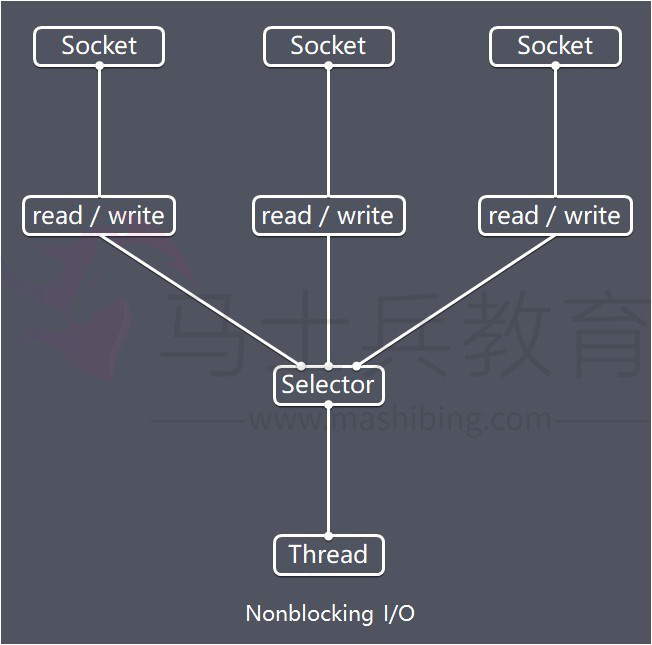 Socket Socket Socket
read / write read / write read / write
马士兵教育
Selector
www.mashibing.com
Thread
Nonblocking I/O